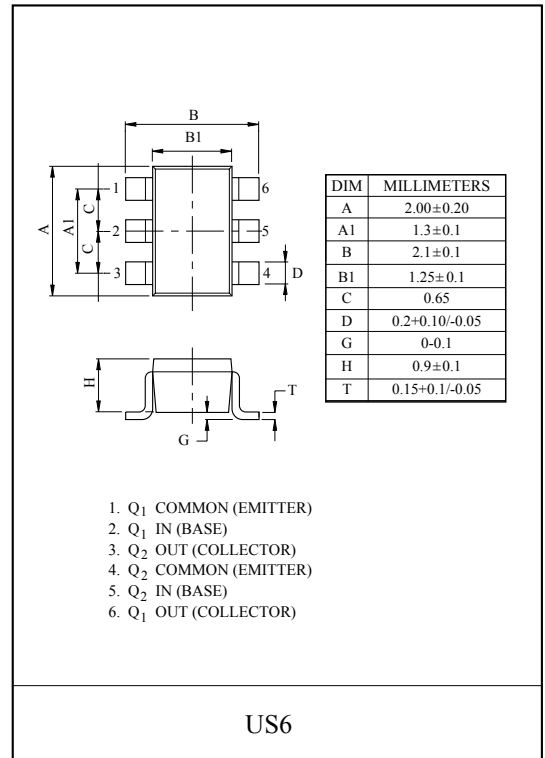 B
B1
1
6
A
A1
C
2
5
C
3
4
D
H
T
G
DIM MILLIMETERS
A 2.00±0.20
A1 1.3±0.1
B 2.1±0.1
B1 1.25±0.1
C 0.65
D 0.2+0.10/-0.05
G 0-0.1
H 0.9±0.1
T 0.15+0.1/-0.05
1. Q1 COMMON (EMITTER)
2. Q1 IN (BASE)
3. Q2 OUT (COLLECTOR)
4. Q2 COMMON (EMITTER)
5. Q2 IN (BASE)
6. Q1 OUT (COLLECTOR)
US6